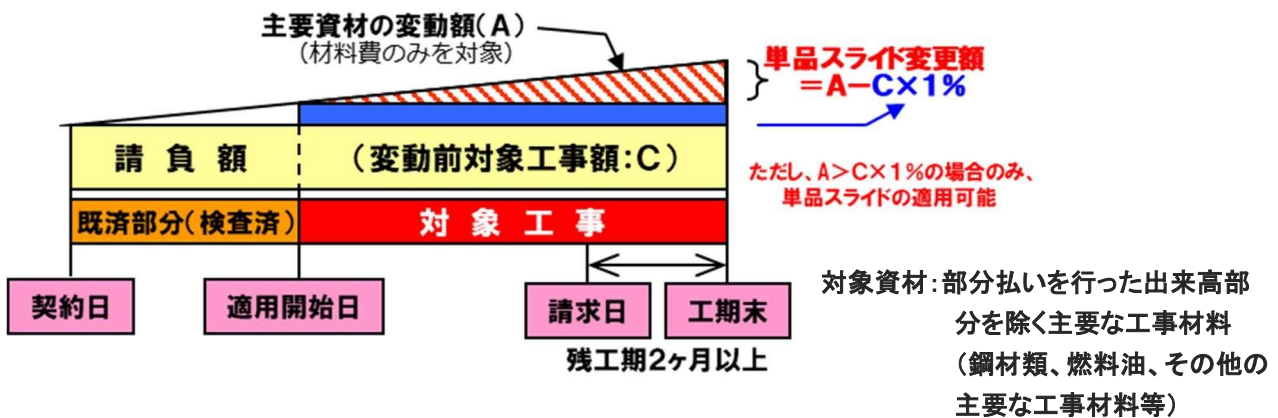 主要資材の変動額(A)
(材料費のみを対象)
単品スライド変更額
=A-C×1%
請負額
(変動前対象工事額:C)
ただし、A>C×1%の場合のみ、
単品スライドの適用可能
既済部分(検査済)
対象工事
契約日
適用開始日
請求日
工期末
残工期2ヶ月以上
対象資材:部分払いを行った出来高部
分を除く主要な工事材料
(鋼材類、燃料油、その他の
主要な工事材料等)